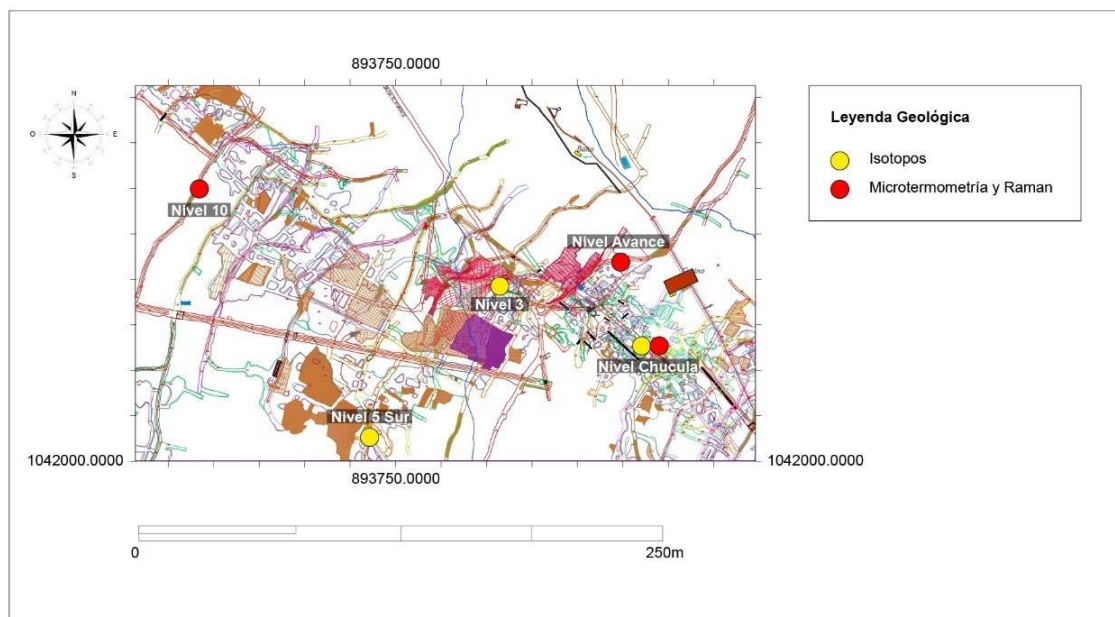 893750.0000
N
O
E
S
Leyenda Geológica
Isotopos
Microtermometría y Raman
Baño
Nivel 10
Nivel Avance
Nivel 3
Nivel Chucula
Nivel 5 Sur
1042000.0000
1042000.0000
893750.0000
0
250m